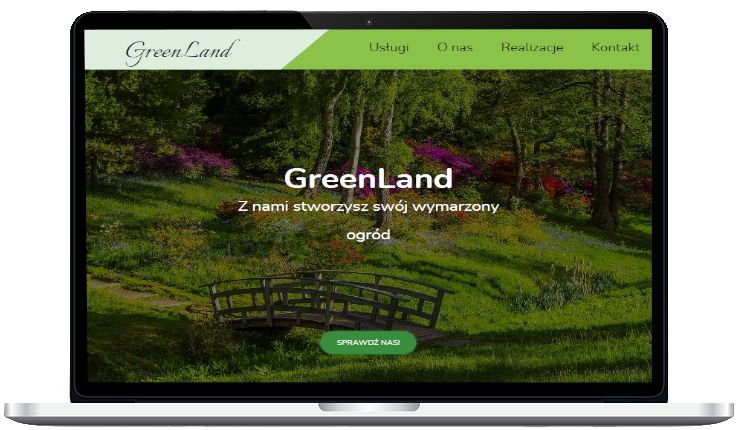 GreenLand
Usługi O nas Realizacje Kontakt
GreenLand
Z nami stworzysz swój wymarzony
ogród
SPRAWDŹ NAS!